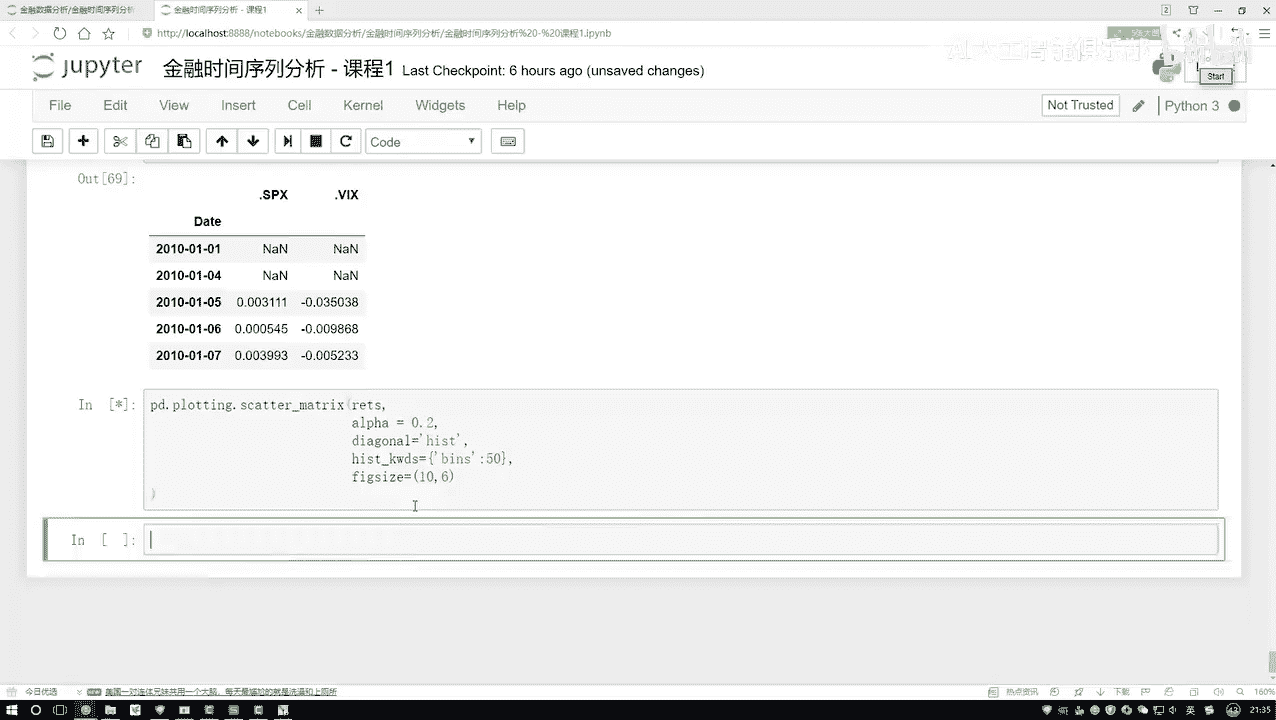 金融数据分析/金融时间序列分析
金融时间序列分析 - 课程1
2
http://localhost:8888/notebooks/金融数据分析/金融时间序列分析/金融时间序列分析%20-%20课程1.ipynb
jupyter 金融时间序列分析 - 课程1 Last Checkpoint: 6 hours ago (unsaved changes)
Start
File Edit View Insert Cell Kernel Widgets Help Not Trusted Python 3
Code
Out[69]:
.SPX .VIX
Date
2010-01-01 NaN NaN
2010-01-04 NaN NaN
2010-01-05 0.003111 -0.035038
2010-01-06 0.000545 -0.009868
2010-01-07 0.003993 -0.005233
In [*]: pd.plotting.scatter_matrix(rets,
alpha = 0.2,
diagonal='hist',
hist_kwds={'bins':50},
figsize=(10,6)
)
In [ ]:
今日优选 美国一对连体兄妹共用一个大脑，每天最尴尬的就是洗澡和上厕所 热点资讯 下载 160%
英 21:35